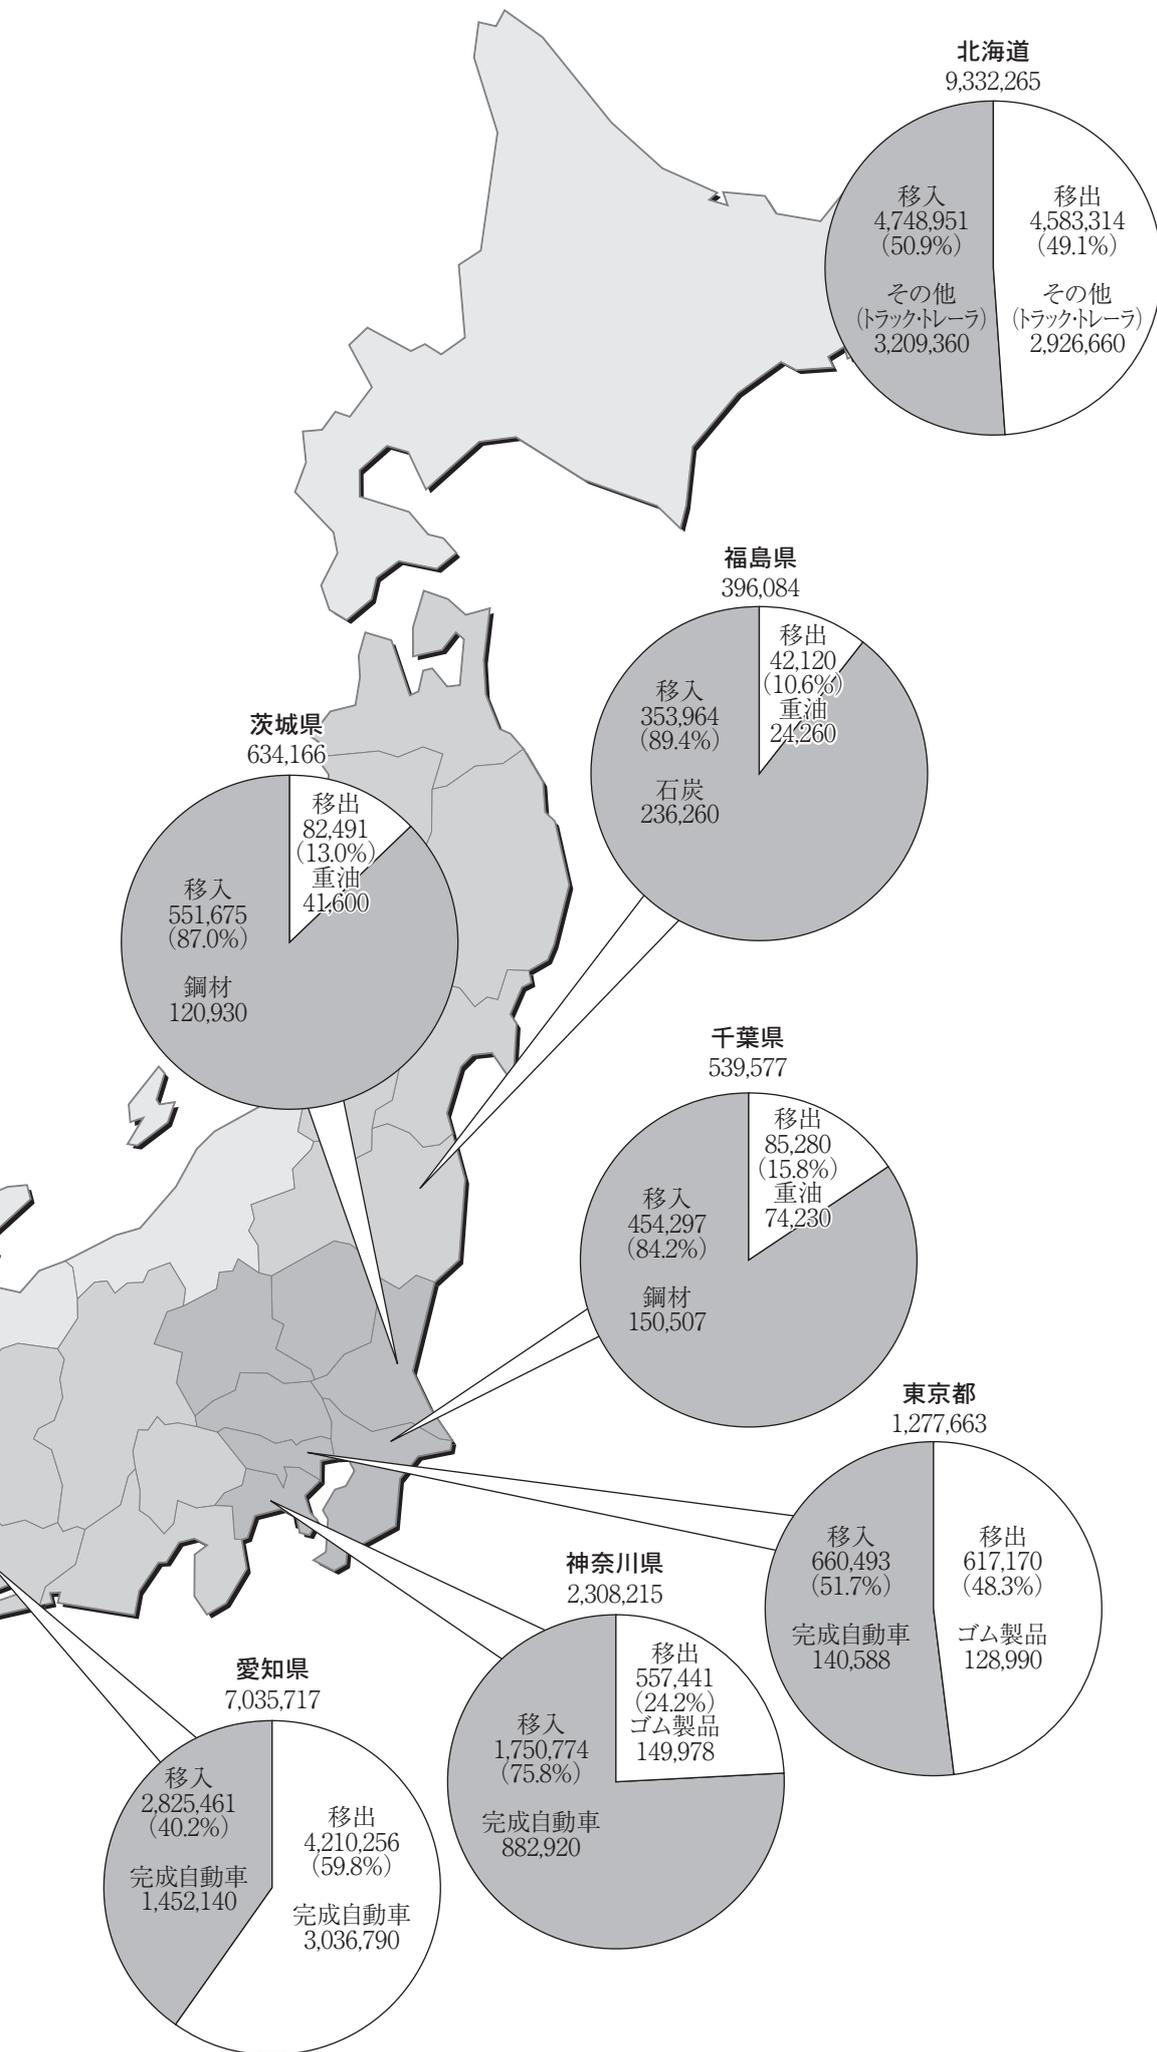 北海道
9,332,265
移入
4,748,951
(50.9%)
その他
(トラック・トレーラ)
3,209,360
移出
4,583,314
(49.1%)
その他
(トラック・トレーラ)
2,926,660
福島県
396,084
移出
42,120
(10.6%)
重油
24,260
移入
353,964
(89.4%)
石炭
236,260
茨城県
634,166
移出
82,491
(13.0%)
重油
41,600
移入
551,675
(87.0%)
鋼材
120,930
千葉県
539,577
移出
85,280
(15.8%)
重油
74,230
移入
454,297
(84.2%)
鋼材
150,507
東京都
1,277,663
移入
660,493
(51.7%)
完成自動車
140,588
移出
617,170
(48.3%)
ゴム製品
128,990
神奈川県
2,308,215
移出
557,441
(24.2%)
ゴム製品
149,978
移入
1,750,774
(75.8%)
完成自動車
882,920
愛知県
7,035,717
移入
2,825,461
(40.2%)
完成自動車
1,452,140
移出
4,210,256
(59.8%)
完成自動車
3,036,790